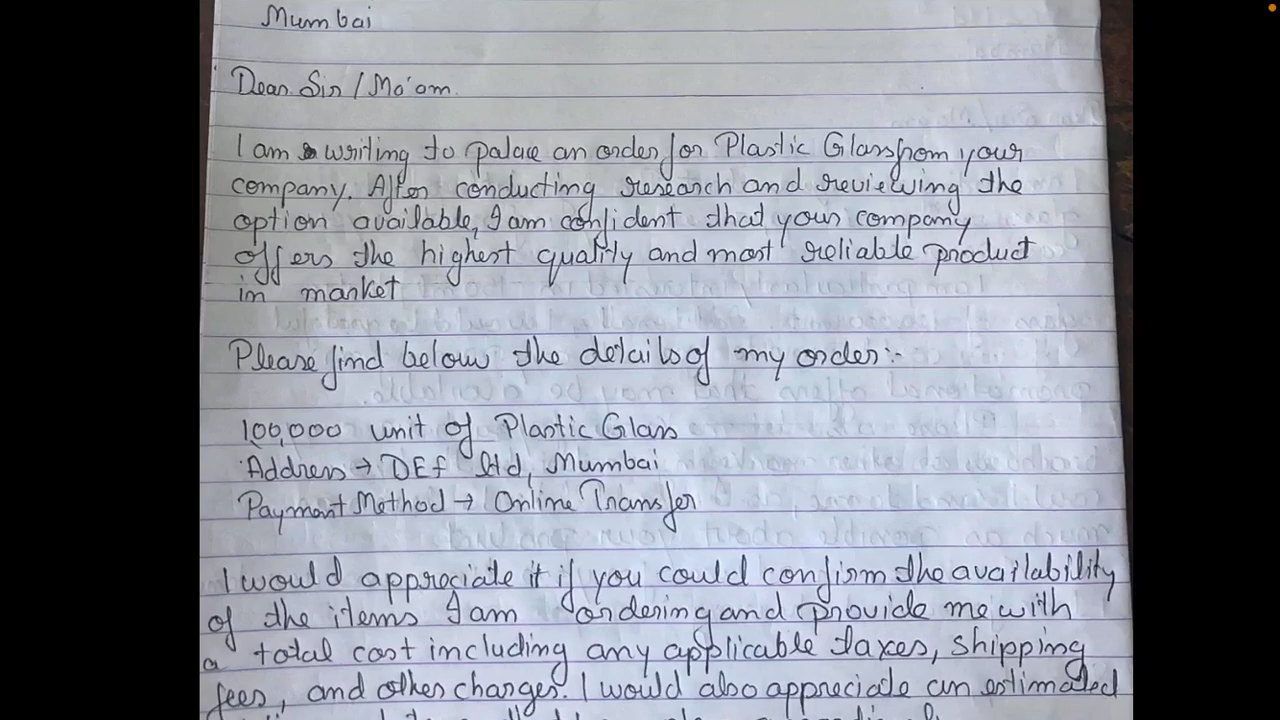 Mumbai
Dear Sir / Ma'am.
I am writing to palace an order for Plastic Glass from your
company. After conducting research and reviewing the
option available, I am confident that your company
offers the highest quality and most reliable product
in market
Please find below the details of my order:-
100,000 unit of Plastic Glass
Address → DEF ltd, Mumbai
Payment Method → Online Transfer
I would appreciate it if you could confirm the availability
of the items I am ordering and provide me with
a total cost including any applicable taxes, shipping
fees, and other charges. I would also appreciate an estimated